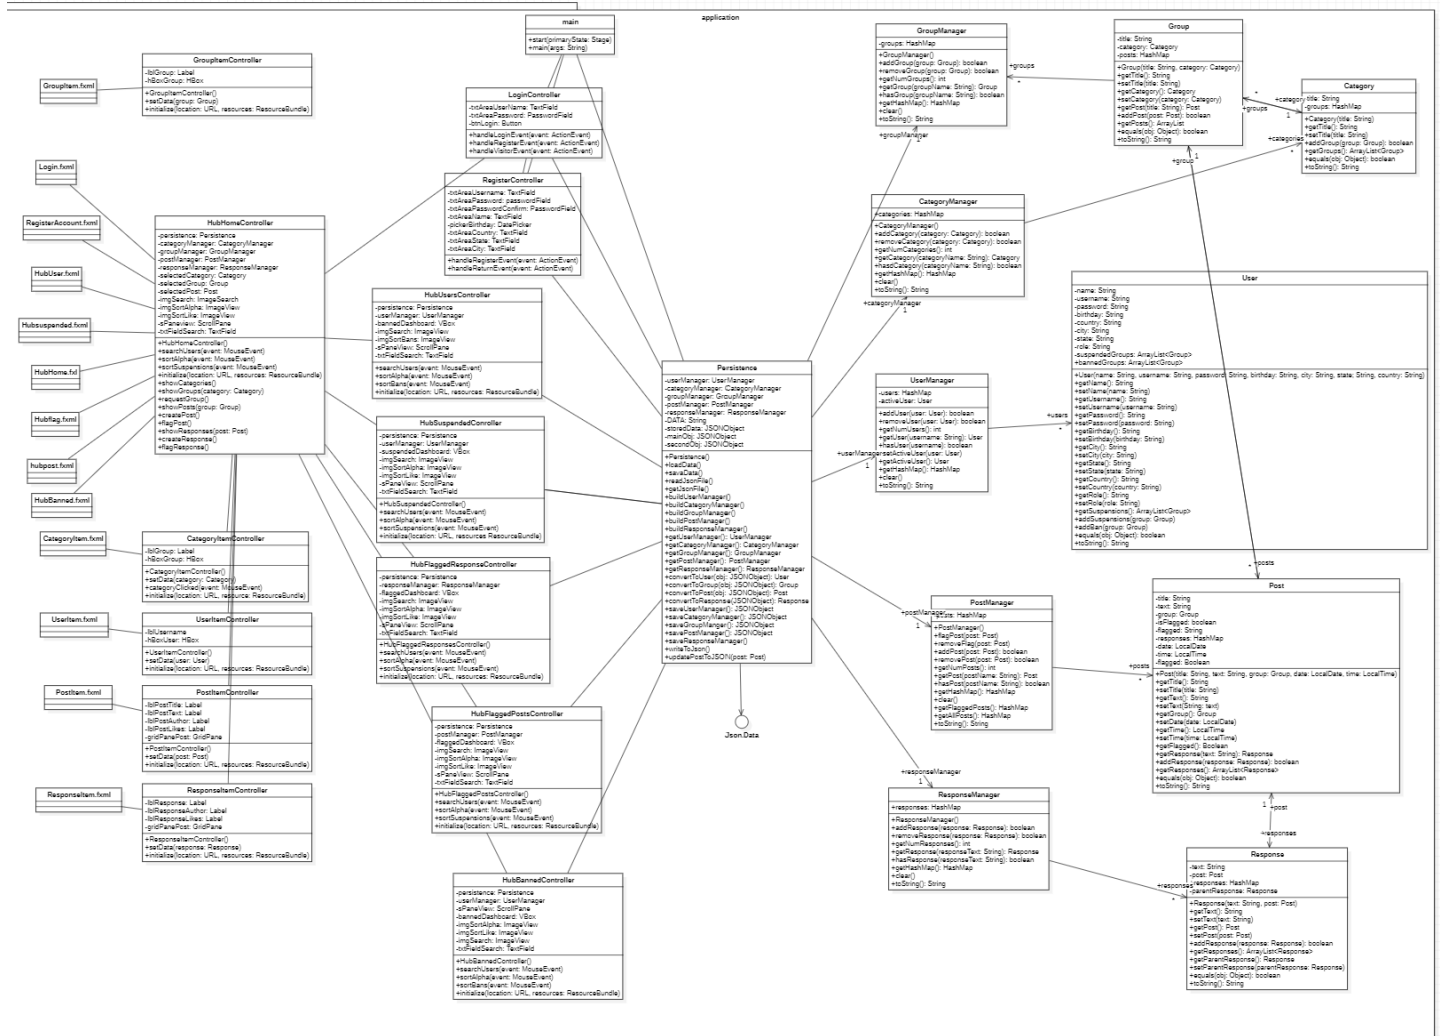 application
main
+start(primaryState: Stage)
+main(args: String)
GroupItemController
-lblGroup: Label
-hBoxGroup: HBox
+GroupItemController()
+setData(group: Group)
+initialize(location: URL, resources: ResourceBundle)
GroupItem.fxml
LoginController
-txtAreaUserName: TextField
-txtAreaPassword: PasswordField
-btnLogin: Button
+handleLoginEvent(event: ActionEvent)
+handleRegisterEvent(event: ActionEvent)
+handleVisitorEvent(event: ActionEvent)
RegisterController
-txtAreaUsername: TextField
-txtAreaPassword: passwordField
-txtAreaPasswordConfirm: PasswordField
-txtAreaName: TextField
-pickerBirthday: DatePicker
-txtAreaCountry: TextField
-txtAreaState: TextField
-txtAreaCity: TextField
+handleRegisterEvent(event: ActionEvent)
+handleReturnEvent(event: ActionEvent)
GroupManager
-groups: HashMap
+GroupManager()
+addGroup(group: Group): boolean
+removeGroup(group: Group): boolean
+getNumGroups(): int
+getGroup(groupName: String): Group
+hasGroup(groupName: String): boolean
+getHashMap(): HashMap
+clear()
+toString(): String
+groupManager
1
+groups
*
Group
-title: String
-category: Category
-posts: HashMap
+Group(title: String, category: Category)
+getTitle(): String
+setTitle(title: String)
+getCategory(): Category
+setCategory(category: Category)
+getPost(title: String): Post
+addPost(post: Post): boolean
+getPosts(): ArrayList
+equals(obj: Object): boolean
+toString(): String
+group
1
*
+groups
+category
1
+categories
*
Category
-title: String
-groups: HashMap
+Category(title: String)
+getTitle(): String
+setTitle(title: String)
+addGroup(group: Group): boolean
+getGroups(): ArrayList<Group>
+equals(obj: Object): boolean
+toString(): String
Login.fxml
RegisterAccount.fxml
HubUser.fxml
Hubsuspended.fxml
HubHome.fxl
Hubflag.fxml
hubpost.fxml
HubBanned.fxml
HubHomeController
-persistence: Persistence
-categoryManager: CategoryManager
-groupManager: GroupManager
-postManager: PostManager
-responseManager: ResponseManager
-selectedCategory: Category
-selectedGroup: Group
-selectedPost: Post
-imgSearch: ImageSearch
-imgSortAlpha: ImageView
-imgSortLike: ImageView
-sPaneview: ScrollPane
-txtFieldSearch: TextField
+HubHomeController()
+searchUsers(event: MouseEvent)
+sortAlpha(event: MouseEvent)
+sortSuspensions(event: MouseEvent)
+initialize(location: URL, resources: ResourceBundle)
+showCategories()
+showGroups(category: Category)
+requestGroup()
+showPosts(group: Group)
+createPost()
+flagPost()
+showResponses(post: Post)
+createResponse()
+flagResponse()
HubUsersController
-persistence: Persistence
-userManager: UserManager
-bannedDashboard: VBox
-imgSearch: ImageView
-imgSortBans: ImageView
-sPaneView: ScrollPane
-txtFieldSearch: TextField
+searchUsers(event: MouseEvent)
+sortAlpha(event: MouseEvent)
+sortBans(event: MouseEvent)
+initialize(location: URL, resources: ResourceBundle)
HubSuspendedController
-persistence: Persistence
-userManager: UserManager
-suspendedDashboard: VBox
-imgSearch: ImageView
-imgSortAlpha: ImageView
-imgSortLike: ImageView
-sPaneView: ScrollPane
-txtFieldSearch: TextField
+HubSuspendedController()
+searchUsers(event: MouseEvent)
+sortAlpha(event: MouseEvent)
+sortSuspensions(event: MouseEvent)
+initialize(location: URL, resources: ResourceBundle)
HubFlaggedResponseController
-persistence: Persistence
-responseManager: ResponseManager
-flaggedDashboard: VBox
-imgSearch: ImageView
-imgSortAlpha: ImageView
-imgSortLike: ImageView
-sPaneView: ScrollPane
-txtFieldSearch: TextField
+HubFlaggedResponsesController()
+searchUsers(event: MouseEvent)
+sortAlpha(event: MouseEvent)
+sortSuspensions(event: MouseEvent)
+initialize(location: URL, resources: ResourceBundle)
HubFlaggedPostsController
-persistence: Persistence
-postManager: PostManager
-flaggedDashboard: VBox
-imgSearch: ImageView
-imgSortAlpha: ImageView
-imgSortLike: ImageView
-sPaneView: ScrollPane
-txtFieldSearch: TextField
+HubFlaggedPostsController()
+searchUsers(event: MouseEvent)
+sortAlpha(event: MouseEvent)
+sortSuspensions(event: MouseEvent)
+initialize(location: URL, resources: ResourceBundle)
HubBannedController
-persistence: Persistence
-userManager: UserManager
-sPaneView: ScrollPane
-bannedDashboard: VBox
-imgSortAlpha: ImageView
-imgSortLike: ImageView
-imgSearch: ImageView
-txtFieldSearch: TextField
+HubBannedController()
+searchUsers(event: MouseEvent)
+sortAlpha(event: MouseEvent)
+sortBans(event: MouseEvent)
+initialize(location: URL, resources: ResourceBundle)
CategoryItem.fxml
CategoryItemController
-lblGroup: Label
-hBoxGroup: HBox
+CategoryItemController()
+setData(category: Category)
+categoryClicked(event: MouseEvent)
+initialize(location: URL, resource: ResourceBundle)
UserItem.fxml
UserItemController
-lblUsername
-hBoxUser: HBox
+UserItemController()
+setData(user: User)
+initialize(location: URL, resources: ResourceBundle)
PostItem.fxml
PostItemController
-lblPostTitle: Label
-lblPostText: Label
-lblPostAuthor: Label
-lblPostLikes: Label
-gridPanePost: GridPane
+PostItemController()
+setData(post: Post)
+initialize(location: URL, resources: ResourceBundle)
ResponseItem.fxml
ResponseItemController
-lblResponse: Label
-lblResponseAuthor: Label
-lblResponseLikes: Label
-gridPanePost: GridPane
+ResponseItemController()
+setData(response: Response)
+initialize(location: URL, resources: ResourceBundle)
Persistence
-userManager: UserManager
-categoryManager: CategoryManager
-groupManager: GroupManager
-postManager: PostManager
-responseManager: ResponseManager
-DATA: String
-storedData: JSONObject
-mainObj: JSONObject
-secondObj: JSONObject
+Persistence()
+loadData()
+saveData()
+readJsonFile()
+getJsonFile()
+buildUserManager()
+buildCategoryManager()
+buildGroupManager()
+buildPostManager()
+buildResponseManager()
+getUserManager(): UserManager
+getCategoryManager(): CategoryManager
+getGroupManager(): GroupManager
+getPostManager(): PostManager
+getResponseManager(): ResponseManager
+convertToUser(obj: JSONObject): User
+convertToGroup(obj: JSONObject): Group
+convertToPost(obj: JSONObject): Post
+convertToResponse(JSONObject): Response
+saveUserManager(): JSONObject
+saveCategoryManager(): JSONObject
+saveGroupManger(): JSONObject
+savePostManager(): JSONObject
+saveResponseManager()
+writeToJson()
+updatePostToJSON(post: Post)
Json.Data
CategoryManager
+categories: HashMap
+CategoryManager()
+addCategory(category: Category): boolean
+removeCategory(category: Category): boolean
+getNumCategories(): int
+getCategory(categoryName: String): Category
+hasdCategory(categoryName: String): boolean
+getHashMap(): HashMap
+clear()
+toString(): String
+categoryManager
1
UserManager
-users: HashMap
-activeUser: User
+addUser(user: User): boolean
+removeUser(user: User): boolean
+getNumUsers(): int
+getUser(username: String): User
+hasUser(username): boolean
+setActiveUser(user: User)
+getActiveUser(): User
+getHashMap(): HashMap
+clear()
+toString(): String
+userManager
1
+users
*
User
-name: String
-username: String
-password: String
-birthday: String
-country: String
-city: String
-state: String
-role: String
-suspendedGroups: ArrayList<Group>
+bannedGroups: ArrayList<Group>
+User(name: String, username: String, password: String, birthday: String, city: String, state: String, country: String)
+getName(): String
+setName(name: String)
+getUsername(): String
+setUsername(username: String)
+getPassword(): String
+setPassword(password: String)
+getBirthday(): String
+setBirthday(birthday: String)
+getCity(): String
+setCity(city: String)
+getState(): String
+setState(state: String)
+getCountry(): String
+setCountry(country: String)
+getRole(): String
+setRole(role: String)
+getSuspensions(): ArrayList<Group>
+addSuspensions(group: Group)
+addBan(group: Group)
+equals(obj: Object): boolean
+toString(): String
*
+posts
PostManager
-posts: HashMap
+PostManager()
+flagPost(post: Post)
+removeFlag(post: Post)
+addPost(post: Post): boolean
+removePost(post: Post): boolean
+getNumPosts(): int
+getPost(postName: String): Post
+hasPost(postName: String): boolean
+getHashMap(): HashMap
+clear()
+getFlaggedPosts(): HashMap
+getAllPosts(): HashMap
+toString(): String
+postManager
1
+posts
*
Post
-title: String
-text: String
-group: Group
-isFlagged: boolean
-flagged: String
-responses: HashMap
-date: LocalDate
-time: LocalTime
-flagged: Boolean
+Post(title: String, text: String, group: Group, date: LocalDate, time: LocalTime)
+getTitle(): String
+setTitle(title: String)
+getText(): String
+setText(String: text)
+getGroup(): Group
+setDate(date: LocalDate)
+getTime(): LocalTime
+setTime(time: LocalTime)
+getFlagged(): Boolean
+getResponse(text: String): Response
+addResponse(response: Response): boolean
+getResponses(): ArrayList<Response>
+equals(obj: Object): boolean
+toString(): String
1
+post
+responses
*
+responseManager
1
ResponseManager
+responses: HashMap
+ResponseManager()
+addResponse(response: Response): boolean
+removeResponse(response: Response): boolean
+getNumResponses(): int
+getResponse(responseText: String): Response
+hasResponse(responseText: String): boolean
+getHashMap(): HashMap
+clear()
+toString(): String
+responses
*
Response
-text: String
-post: Post
-responses: HashMap
-parentResponse: Response
+Response(text: String, post: Post)
+getText(): String
+setText(text: String)
+getPost(): Post
+setPost(post: Post)
+addResponse(response: Response): boolean
+getResponses(): ArrayList<Response>
+getParentResponse(): Response
+setParentResponse(parentResponse: Response)
+equals(obj: Object): boolean
+toString(): String